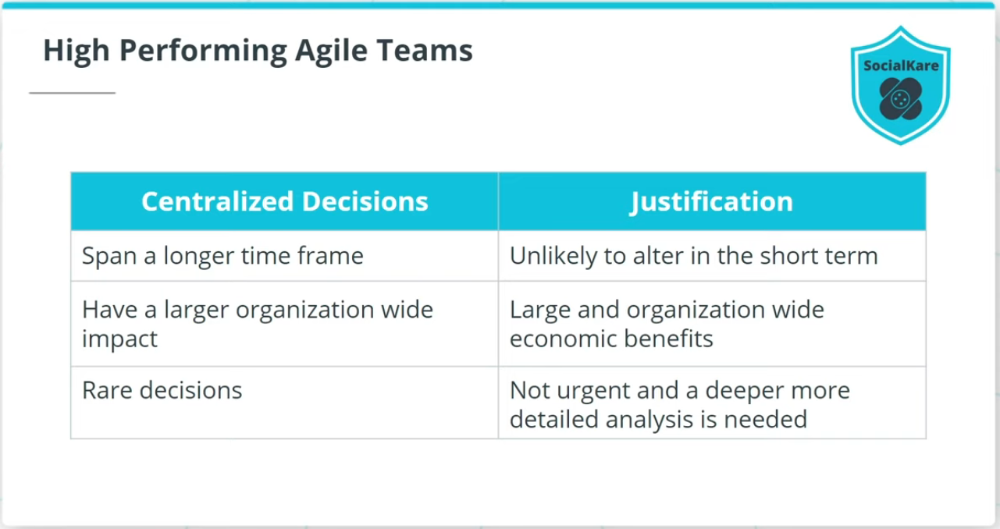 High Performing Agile Teams
SocialKare
Centralized Decisions
Justification
Span a longer time frame
Unlikely to alter in the short term
Have a larger organization wide
impact
Large and organization wide
economic benefits
Rare decisions
Not urgent and a deeper more
detailed analysis is needed